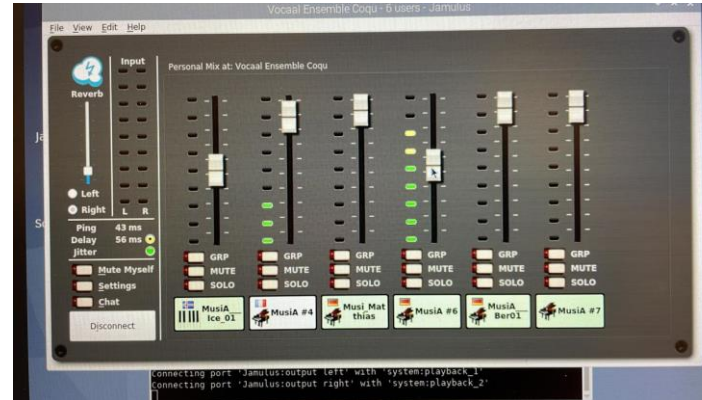 Vocaal Ensemble Coqu - 6 users - Jamulus
File View Edit Help
Input
Personal Mix at: Vocaal Ensemble Coqu
Reverb
Left
Right
L R
Ping 43 ms
Delay 56 ms
Jitter
Mute Myself
Settings
Chat
Disconnect
GRP GRP GRP GRP GRP GRP
MUTE MUTE MUTE MUTE MUTE MUTE
SOLO SOLO SOLO SOLO SOLO SOLO
MusiA__
Ice_01
MusiA #4
Musi_Mat
thias
MusiA #6
MusiA__
Ber01
MusiA #7
Connecting port 'Jamulus:output left' with 'system:playback_1'
Connecting port 'Jamulus:output right' with 'system:playback_2'